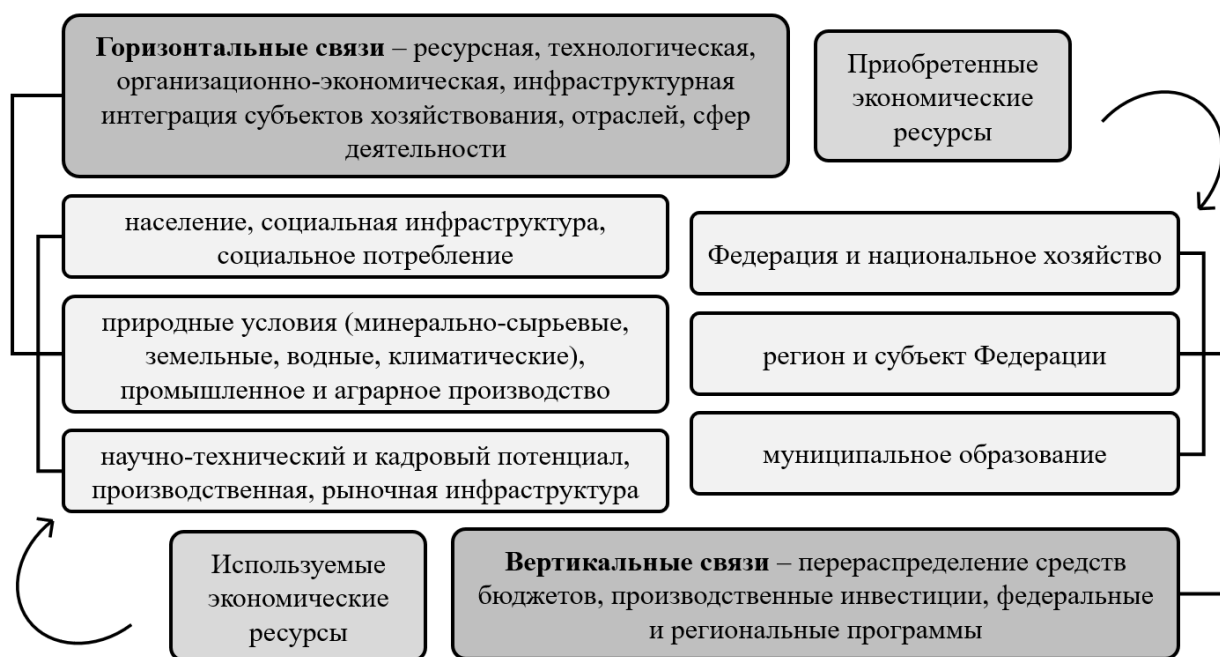 Горизонтальные связи – ресурсная, технологическая,
организационно-экономическая, инфраструктурная
интеграция субъектов хозяйствования, отраслей, сфер
деятельности
Приобретенные
экономические
ресурсы
население, социальная инфраструктура,
социальное потребление
природные условия (минерально-сырьевые,
земельные, водные, климатические),
промышленное и аграрное производство
научно-технический и кадровый потенциал,
производственная, рыночная инфраструктура
Федерация и национальное хозяйство
регион и субъект Федерации
муниципальное образование
Используемые
экономические
ресурсы
Вертикальные связи – перераспределение средств
бюджетов, производственные инвестиции, федеральные
и региональные программы